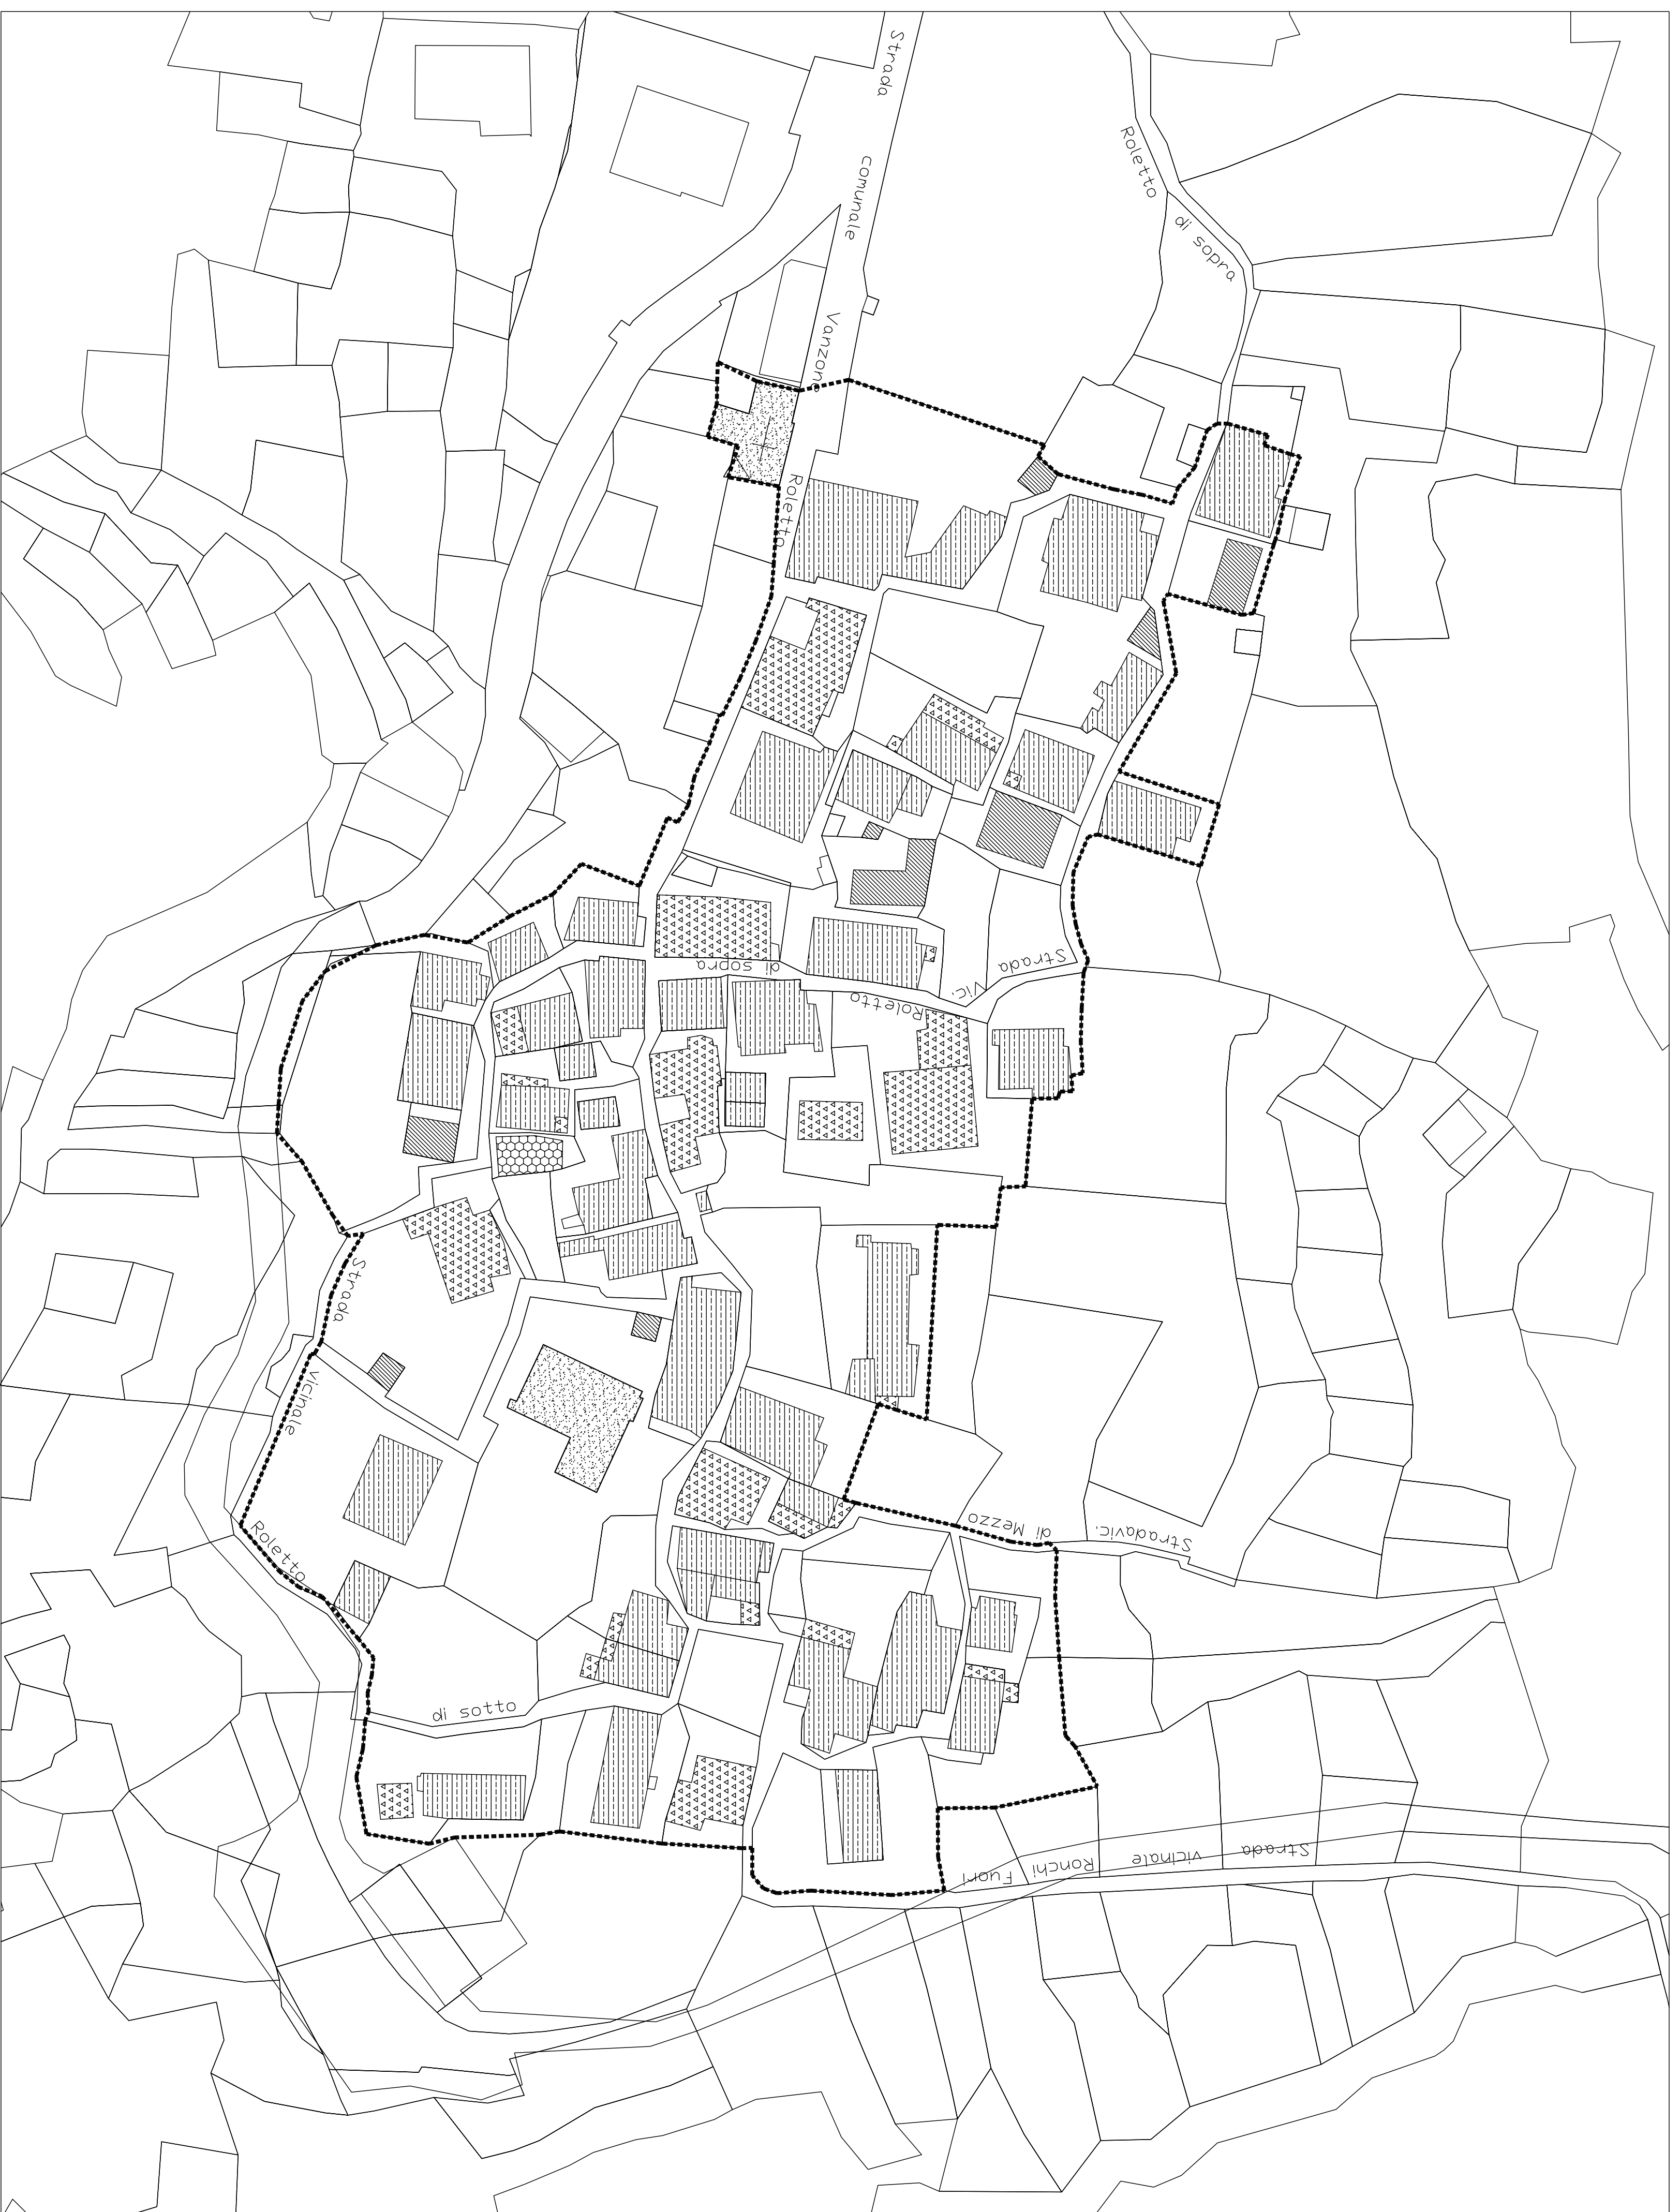 Strada comunale Vanzone Roletto
Roletto di sopra
Strada Vic. Roletto di sopra
Strada vicinale Roletto di sotto
Stradavic. di Mezzo
Strada vicinale Ronchi Fuori